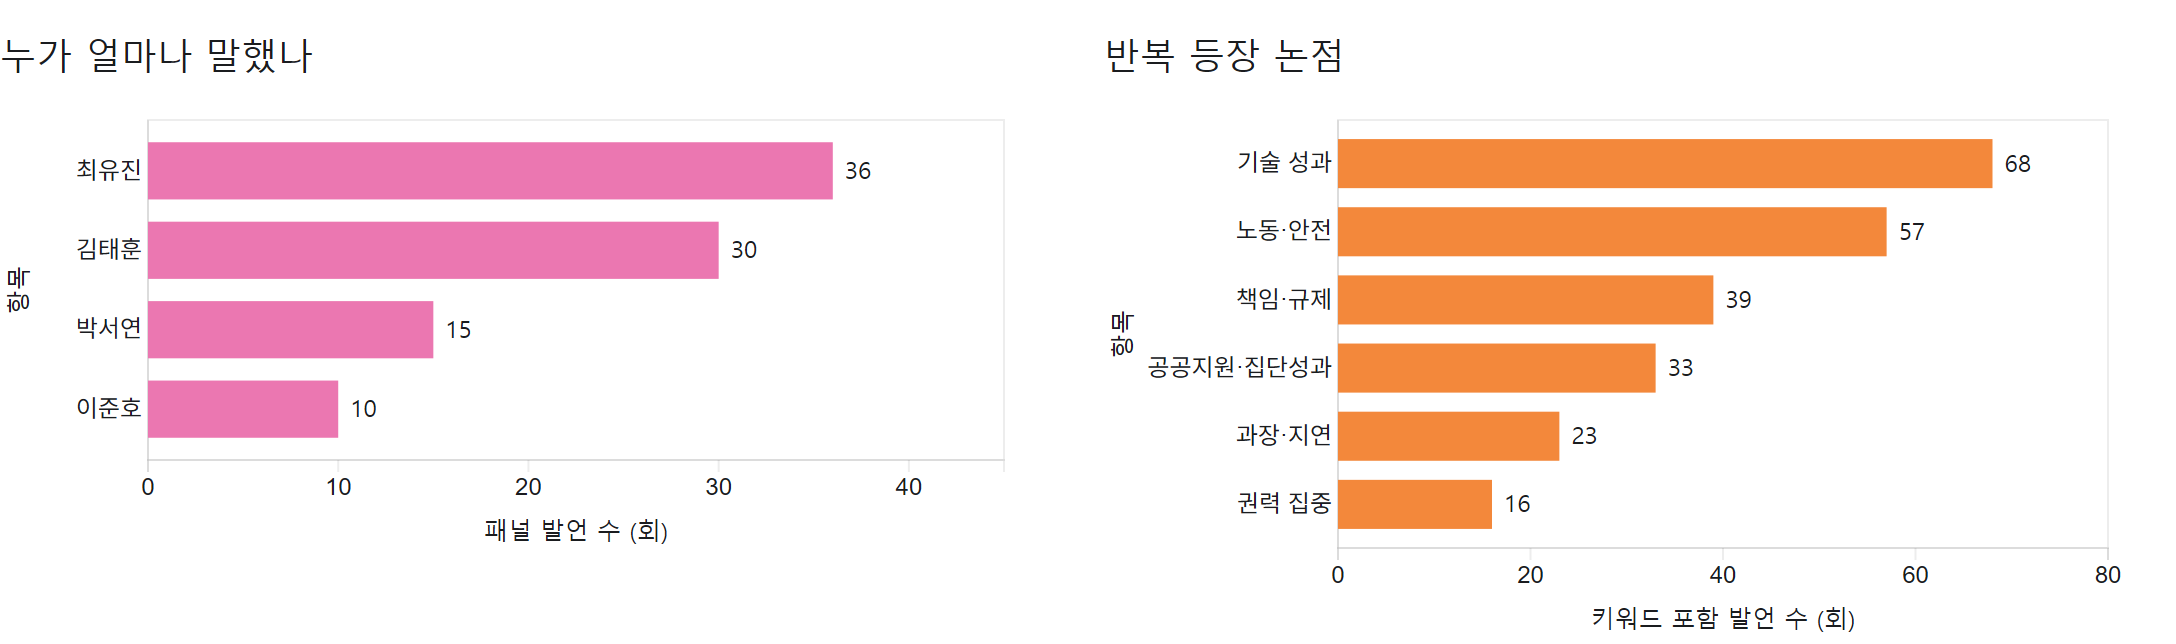 누가 얼마나 말했나
항목
최유진 36
김태훈 30
박서연 15
이준호 10
0 10 20 30 40
패널 발언 수 (회)
반복 등장 논점
항목
기술 성과 68
노동·안전 57
책임·규제 39
공공지원·집단성과 33
과장·지연 23
권력 집중 16
0 20 40 60 80
키워드 포함 발언 수 (회)